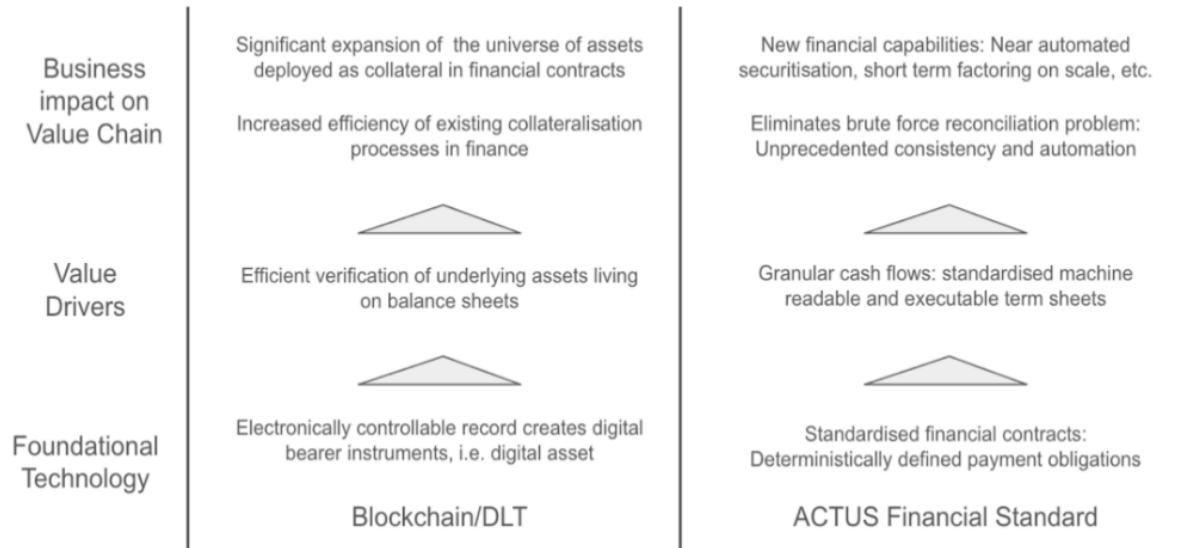 Business
impact on
Value Chain
Significant expansion of the universe of assets
deployed as collateral in financial contracts
Increased efficiency of existing collateralisation
processes in finance
New financial capabilities: Near automated
securitisation, short term factoring on scale, etc.
Eliminates brute force reconciliation problem:
Unprecedented consistency and automation
Value
Drivers
Efficient verification of underlying assets living
on balance sheets
Granular cash flows: standardised machine
readable and executable term sheets
Foundational
Technology
Electronically controllable record creates digital
bearer instruments, i.e. digital asset
Standardised financial contracts:
Deterministically defined payment obligations
Blockchain/DLT
ACTUS Financial Standard